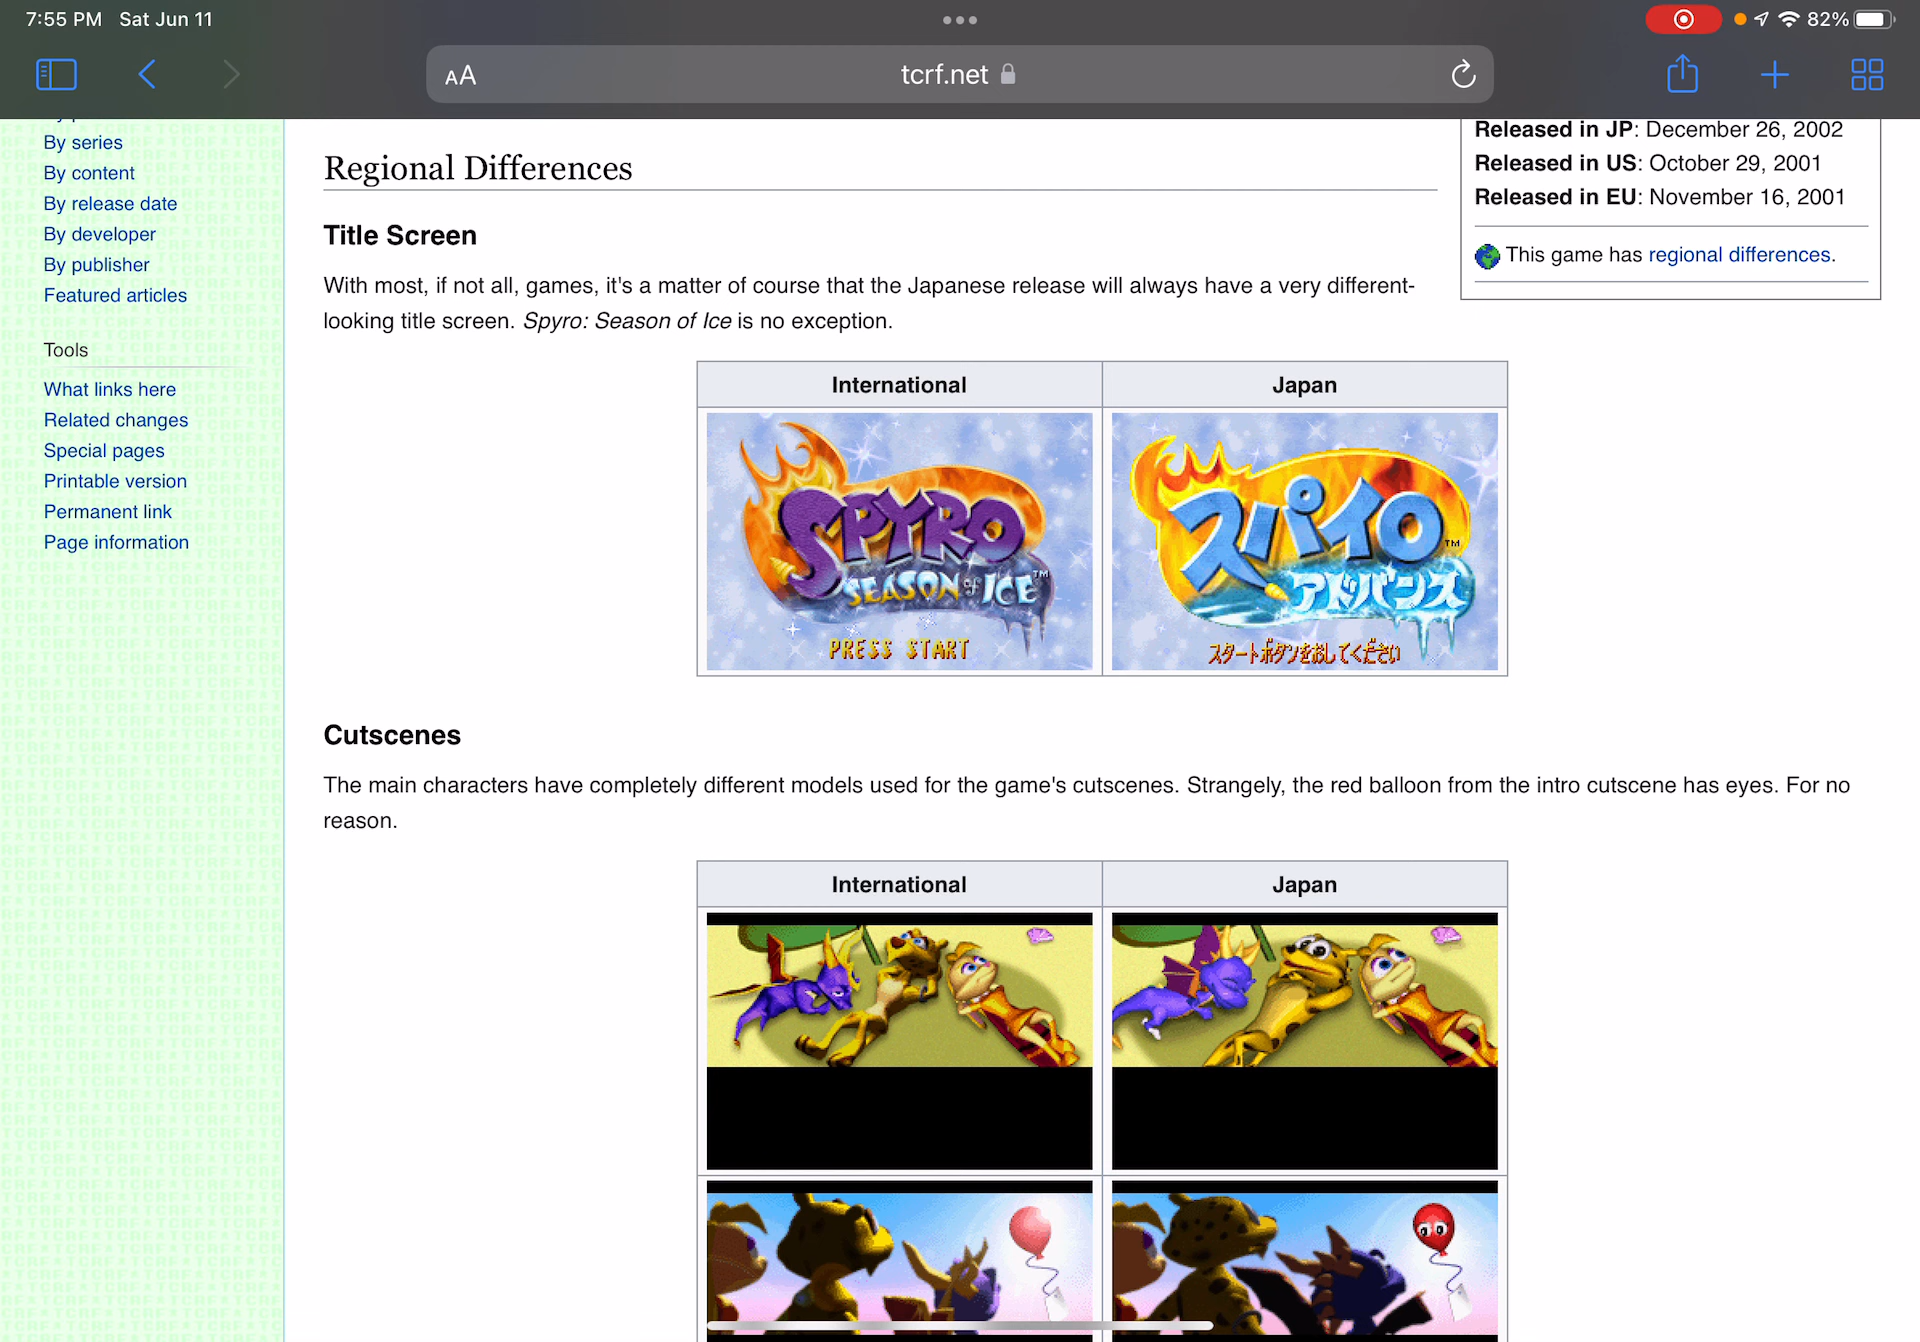 7:55 PM Sat Jun 11
82%
AA
tcrf.net
By series
By content
By release date
By developer
By publisher
Featured articles
Tools
What links here
Related changes
Special pages
Printable version
Permanent link
Page information
Released in JP: December 26, 2002
Released in US: October 29, 2001
Released in EU: November 16, 2001
This game has regional differences.
Regional Differences
Title Screen
With most, if not all, games, it's a matter of course that the Japanese release will always have a very different-
looking title screen. Spyro: Season of Ice is no exception.
International
Japan
SPYRO
SEASON of ICE™
PRESS START
スパイロ
TM
アドバンス
スタートボタンをおしてください
Cutscenes
The main characters have completely different models used for the game's cutscenes. Strangely, the red balloon from the intro cutscene has eyes. For no
reason.
International
Japan